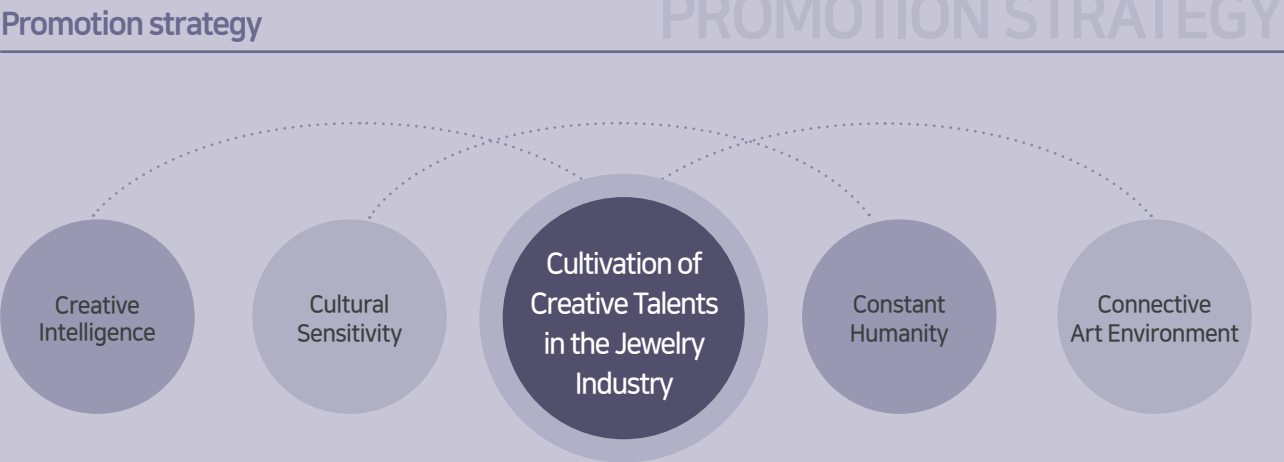 Promotion strategy
PROMOTION STRATEGY
Creative
Intelligence
Cultural
Sensitivity
Cultivation of
Creative Talents
in the Jewelry
Industry
Constant
Humanity
Connective
Art Environment